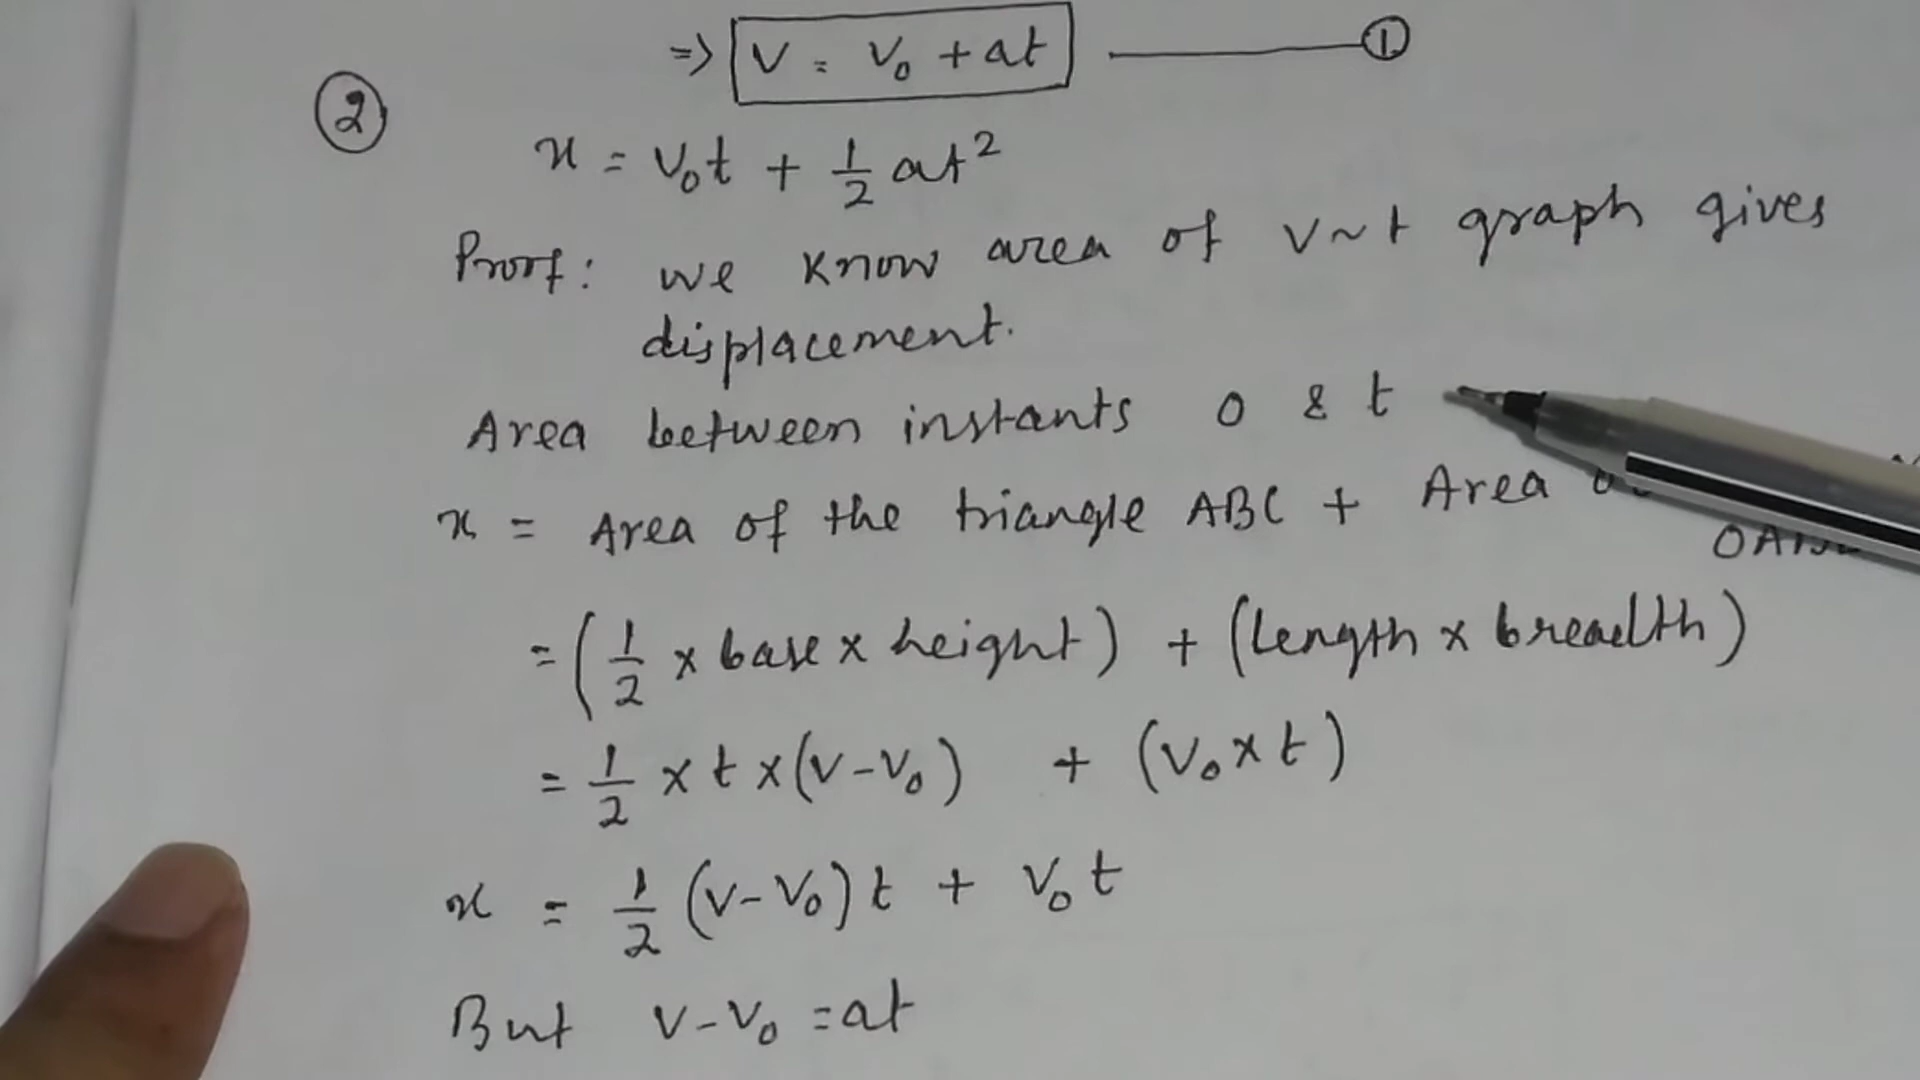 ⇒ V = V₀ + at ——— ①
②
x = V₀t + 1/2 at²
Proof: we know area of v~t graph gives
displacement.
Area between instants 0 & t
x = Area of the triangle ABC + Area
= (1/2 × base × height) + (length × breadth)
= 1/2 × t × (v-v₀) + (v₀ × t)
x = 1/2 (v-v₀)t + v₀t
But v-v₀ = at